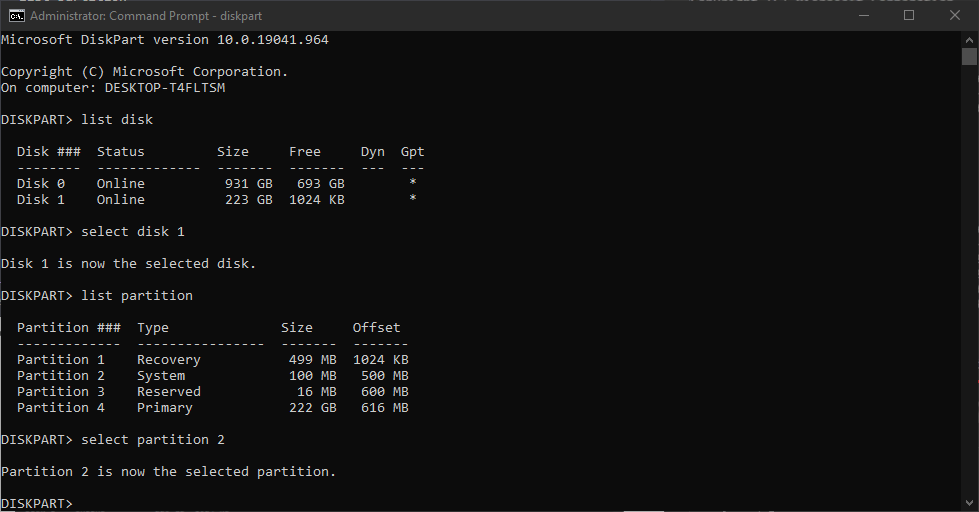 Administrator: Command Prompt - diskpart
Microsoft DiskPart version 10.0.19041.964
Copyright (C) Microsoft Corporation.
On computer: DESKTOP-T4FLTSM
DISKPART> list disk
  Disk ###  Status         Size     Free     Dyn  Gpt
  --------  -------------  -------  -------  ---  ---
  Disk 0    Online          931 GB   693 GB        *
  Disk 1    Online          223 GB  1024 KB        *
DISKPART> select disk 1
Disk 1 is now the selected disk.
DISKPART> list partition
  Partition ###  Type              Size     Offset
  -------------  ----------------  -------  -------
  Partition 1    Recovery           499 MB  1024 KB
  Partition 2    System             100 MB   500 MB
  Partition 3    Reserved            16 MB   600 MB
  Partition 4    Primary            222 GB   616 MB
DISKPART> select partition 2
Partition 2 is now the selected partition.
DISKPART>